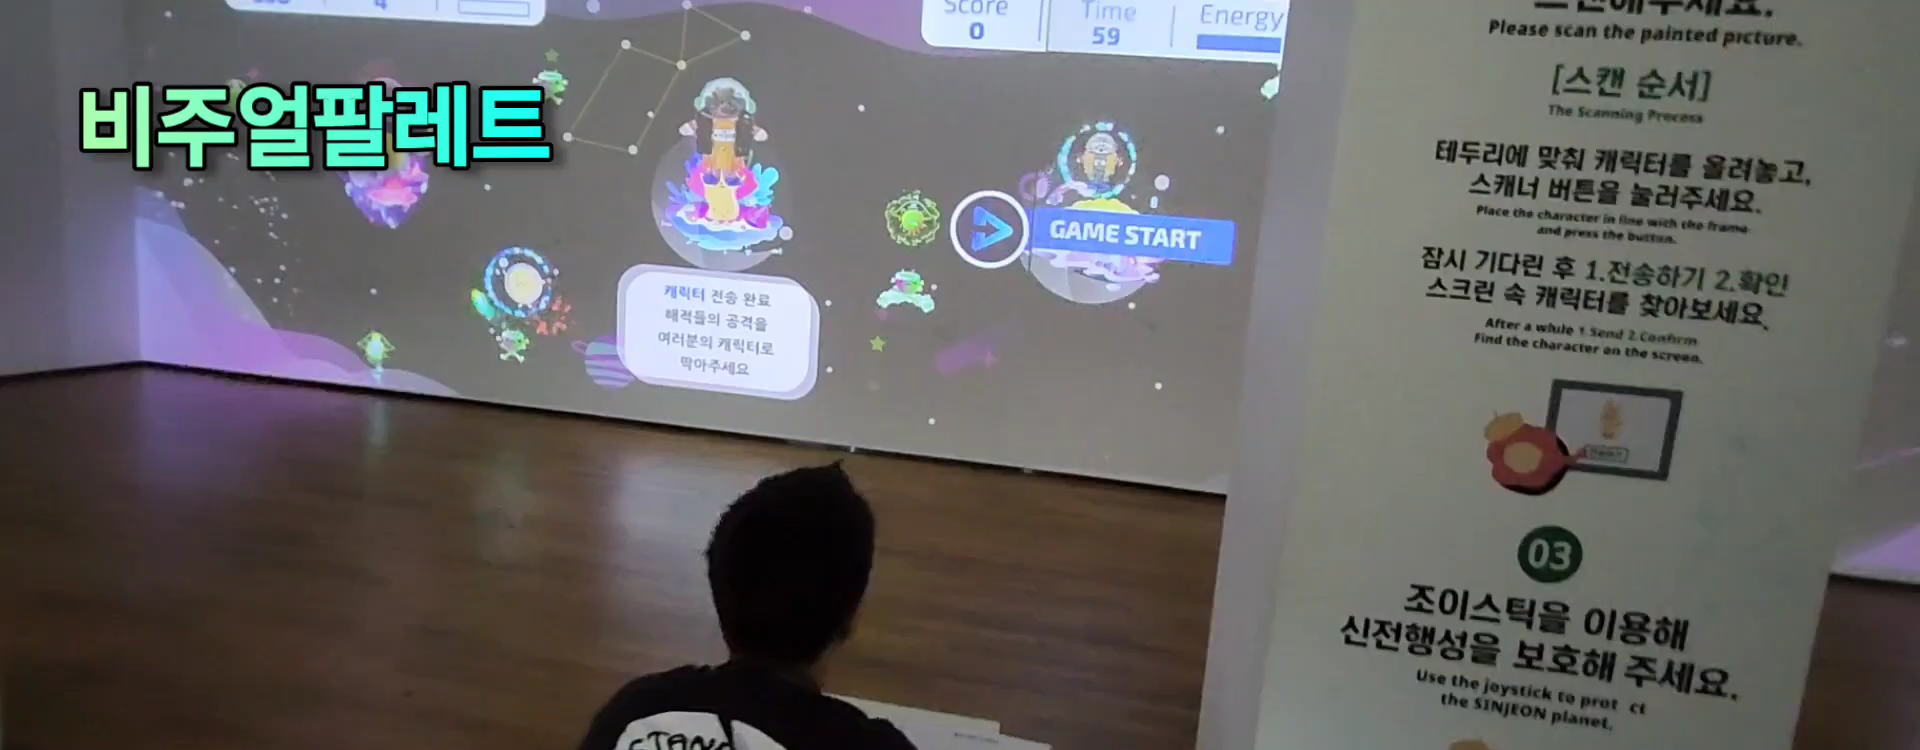 비주얼팔레트
4
Score
0
Time
59
Energy
GAME START
캐릭터 전송 완료
해적들의 공격을
여러분의 캐릭터로
막아주세요
Please scan the painted picture.
[스캔 순서]
The Scanning Process
테두리에 맞춰 캐릭터를 올려놓고,
스캐너 버튼을 눌러주세요.
Place the character in line with the frame
and press the button.
잠시 기다린 후 1.전송하기 2.확인
스크린 속 캐릭터를 찾아보세요.
After a while 1.Send 2.Confirm
Find the character on the screen.
03
조이스틱을 이용해
신전행성을 보호해 주세요.
Use the joystick to prot ct
the SINJEON planet.